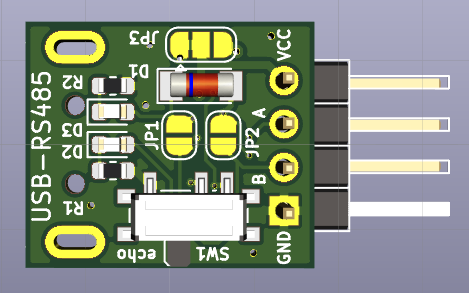 USB-RS485
JP3
VCC
R2
D1
D3
D2
JP1
JP2
A
B
R1
echo
SW1
GND